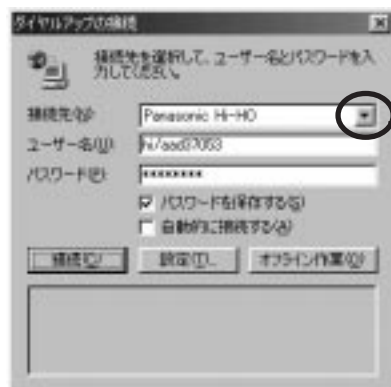 ダイヤルアップの接続
接続先を選択して、ユーザー名とパスワードを入
力してください。
接続先(N): Panasonic Hi-HO
ユーザー名(U): hi/aad37053
パスワード(P): ********
パスワードを保存する(S)
自動的に接続する(A)
接続(C) 設定(T)... オフライン作業(O)